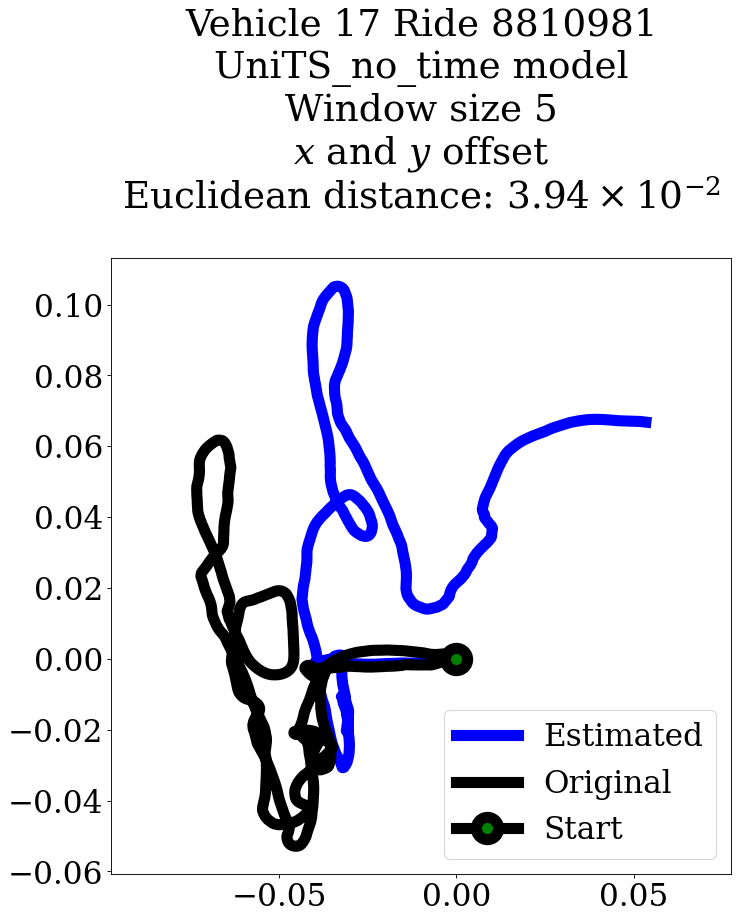 Vehicle 17 Ride 8810981
UniTS_no_time model
Window size 5
x and y offset
Euclidean distance: 3.94 × 10⁻²
0.10
0.08
0.06
0.04
0.02
0.00
−0.02
−0.04
−0.06
−0.05 0.00 0.05
Estimated
Original
Start